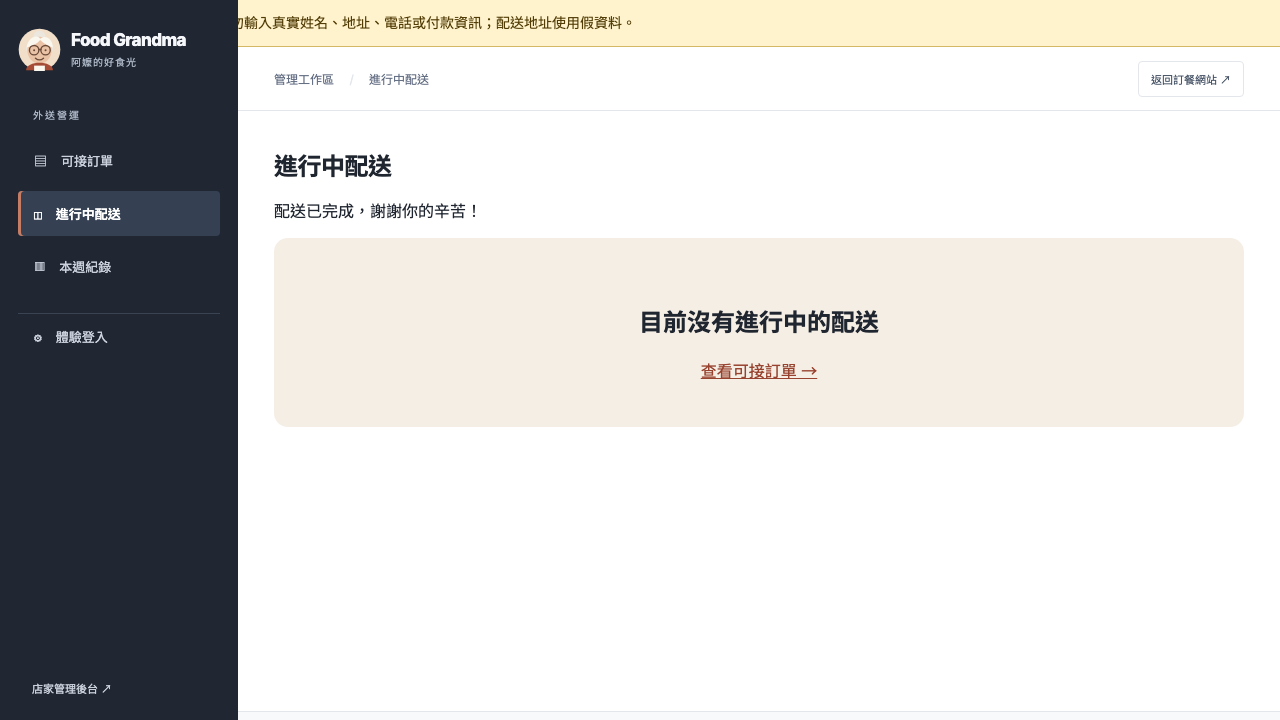 輸入真實姓名、地址、電話或付款資訊；配送地址使用假資料。
Food Grandma
阿嬤的好食光
外送營運
可接訂單
進行中配送
本週紀錄
體驗登入
店家管理後台 ↗
管理工作區 / 進行中配送
返回訂餐網站 ↗
進行中配送
配送已完成，謝謝你的辛苦！
目前沒有進行中的配送
查看可接訂單 →